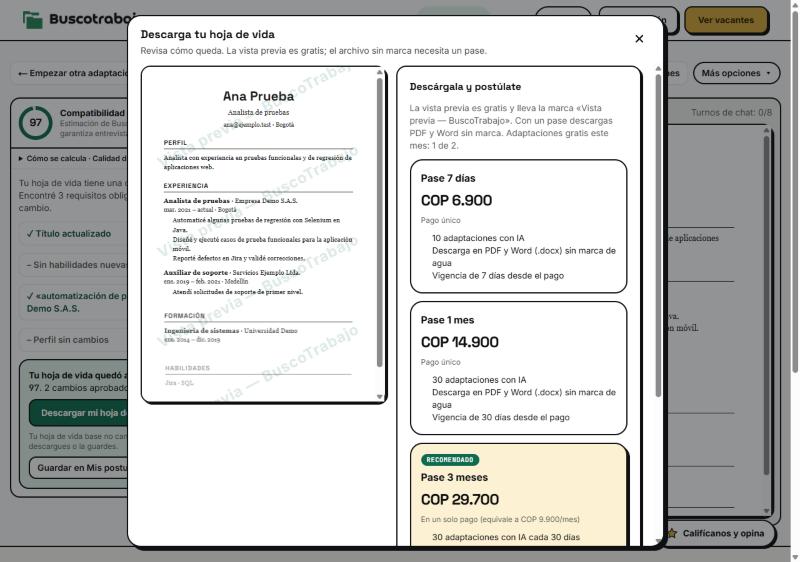 Buscotrabajo
Ver vacantes
← Empezar otra adaptació
Más opciones
97
Compatibilidad
Estimación de Bus
garantiza entrevist
Turnos de chat: 0/8
Cómo se calcula · Calidad d
Tu hoja de vida tiene una c
Encontré 3 requisitos oblig
cambio.
✓ Título actualizado
– Sin habilidades nuevas
✓ «automatización de p
Demo S.A.S.
– Perfil sin cambios
Tu hoja de vida quedó a
97. 2 cambios aprobado
Descargar mi hoja d
Tu hoja de vida base no cam
descargues o la guardes.
Guardar en Mis postu
Descarga tu hoja de vida
Revisa cómo queda. La vista previa es gratis; el archivo sin marca necesita un pase.
✕
Ana Prueba
Analista de pruebas
ana@ejemplo.test · Bogotá
PERFIL
Analista con experiencia en pruebas funcionales y de regresión de
aplicaciones web.
EXPERIENCIA
Analista de pruebas · Empresa Demo S.A.S.
mar. 2021 – actual · Bogotá
Automaticé algunas pruebas de regresión con Selenium en
Java.
Diseñé y ejecuté casos de prueba funcionales para la aplicación
móvil.
Reporté defectos en Jira y validé correcciones.
Auxiliar de soporte · Servicios Ejemplo Ltda.
ene. 2019 – feb. 2021 · Medellín
Atendí solicitudes de soporte de primer nivel.
FORMACIÓN
Ingeniería de sistemas · Universidad Demo
ene. 2014 – dic. 2019
HABILIDADES
Jira · SQL
Vista previa — BuscoTrabajo
Descárgala y postúlate
La vista previa es gratis y lleva la marca «Vista
previa — BuscoTrabajo». Con un pase descargas
PDF y Word sin marca. Adaptaciones gratis este
mes: 1 de 2.
Pase 7 días
COP 6.900
Pago único
10 adaptaciones con IA
Descarga en PDF y Word (.docx) sin marca de
agua
Vigencia de 7 días desde el pago
Pase 1 mes
COP 14.900
Pago único
30 adaptaciones con IA
Descarga en PDF y Word (.docx) sin marca de
agua
Vigencia de 30 días desde el pago
RECOMENDADO
Pase 3 meses
COP 29.700
En un solo pago (equivale a COP 9.900/mes)
30 adaptaciones con IA cada 30 días
de aplicaciones
n móvil.
Califícanos y opina